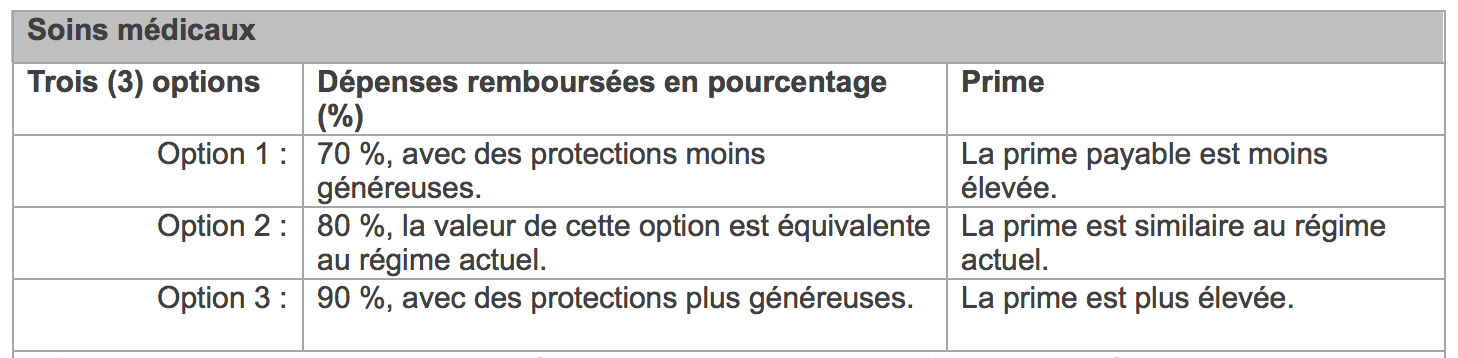 Soins médicaux
Trois (3) options
Dépenses remboursées en pourcentage
(%)
Prime
Option 1 :
70 %, avec des protections moins
généreuses.
La prime payable est moins
élevée.
Option 2 :
80 %, la valeur de cette option est équivalente
au régime actuel.
La prime est similaire au régime
actuel.
Option 3 :
90 %, avec des protections plus généreuses.
La prime est plus élevée.